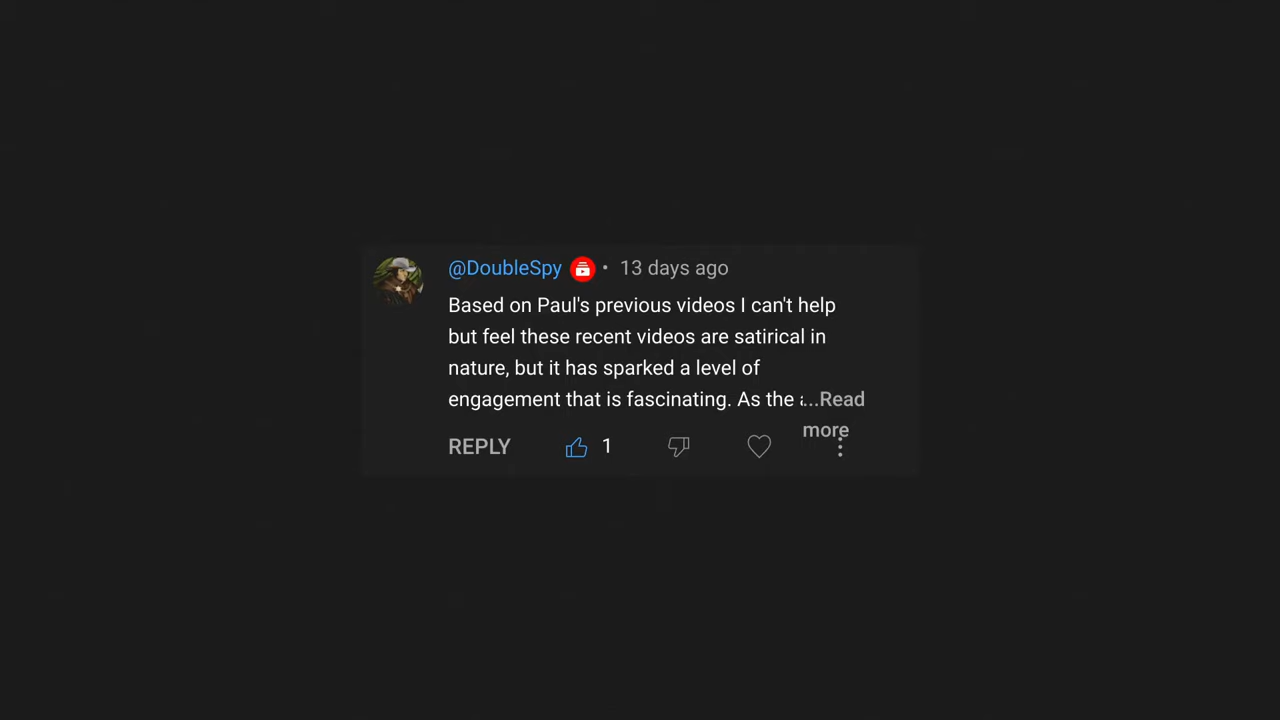 @DoubleSpy • 13 days ago
Based on Paul's previous videos I can't help
but feel these recent videos are satirical in
nature, but it has sparked a level of
engagement that is fascinating. As the ...Read
more
REPLY 1